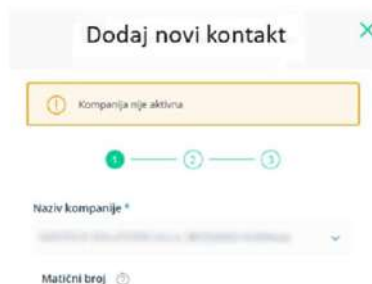 Dodaj novi kontakt
Kompanija nije aktivna
1 2 3
Naziv kompanije *
Matični broj